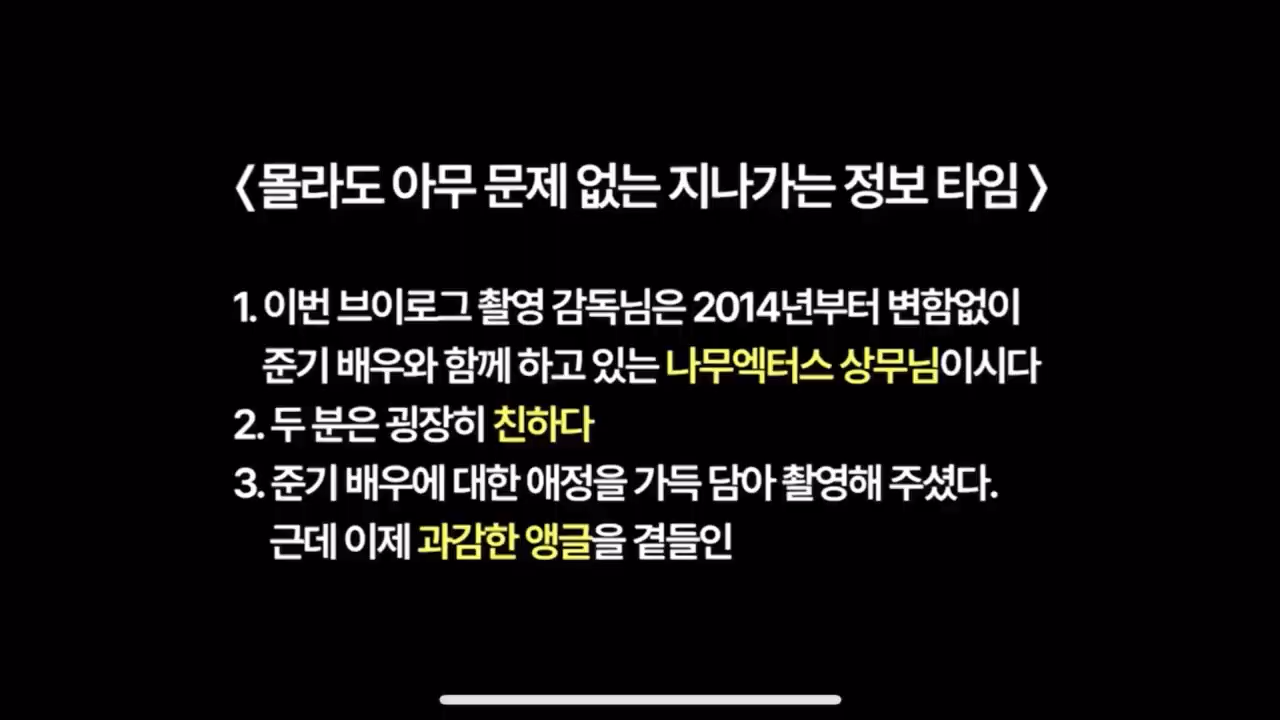 〈몰라도 아무 문제 없는 지나가는 정보 타임〉
1. 이번 브이로그 촬영 감독님은 2014년부터 변함없이
준기 배우와 함께 하고 있는 나무엑터스 상무님이시다
2. 두 분은 굉장히 친하다
3. 준기 배우에 대한 애정을 가득 담아 촬영해 주셨다.
근데 이제 과감한 앵글을 곁들인